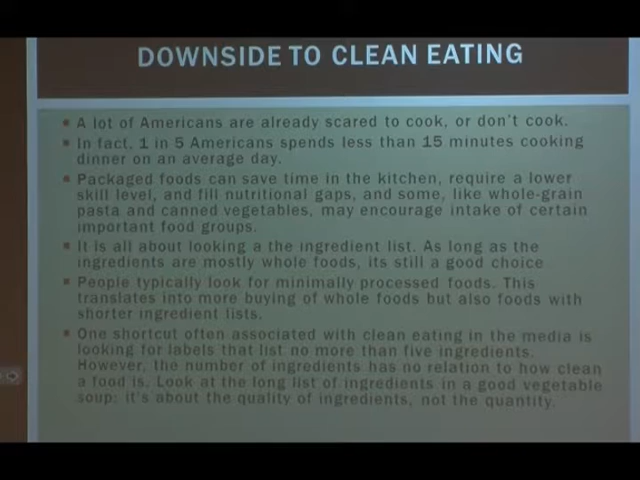 DOWNSIDE TO CLEAN EATING
A lot of Americans are already scared to cook, or don't cook.
In fact, 1 in 5 Americans spends less than 15 minutes cooking
dinner on an average day.
Packaged foods can save time in the kitchen, require a lower
skill level, and fill nutritional gaps, and some, like whole-grain
pasta and canned vegetables, may encourage intake of certain
important food groups.
It is all about looking a the ingredient list. As long as the
ingredients are mostly whole foods, its still a good choice
People typically look for minimally processed foods. This
translates into more buying of whole foods but also foods with
shorter ingredient lists.
One shortcut often associated with clean eating in the media is
looking for labels that list no more than five ingredients.
However, the number of ingredients has no relation to how clean
a food is. Look at the long list of ingredients in a good vegetable
soup; it's about the quality of ingredients, not the quantity.